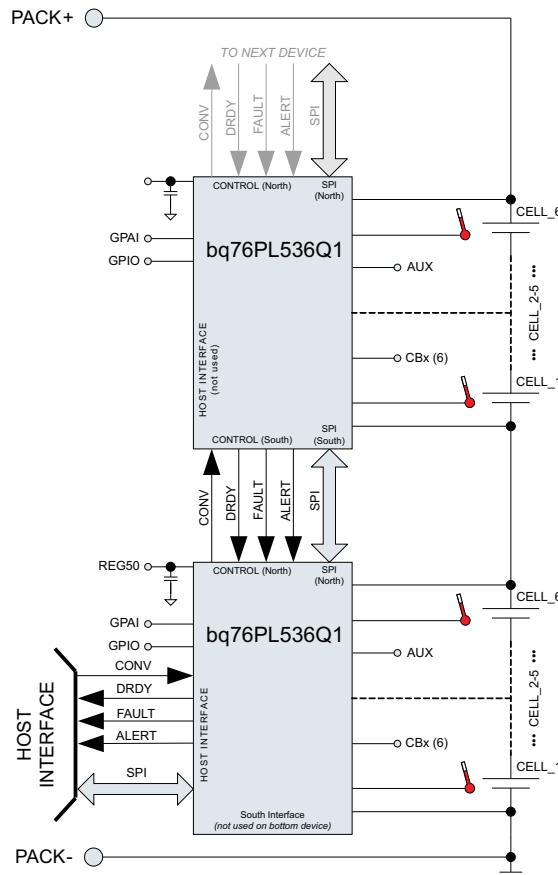 PACK+
TO NEXT DEVICE
CONV
DRDY
FAULT
ALERT
SPI
CONTROL (North)
SPI
(North)
CELL_6
GPAI
GPIO
bq76PL536Q1
AUX
CELL_2-5
HOST INTERFACE
(not used)
CBx (6)
CELL_1
SPI
(South)
CONTROL (South)
CONV
DRDY
FAULT
ALERT
SPI
REG50
CONTROL (North)
SPI
(North)
CELL_6
GPAI
GPIO
bq76PL536Q1
AUX
CELL_2-5
CONV
DRDY
FAULT
ALERT
SPI
HOST
INTERFACE
HOST INTERFACE
CBx (6)
CELL_1
South Interface
(not used on bottom device)
PACK-